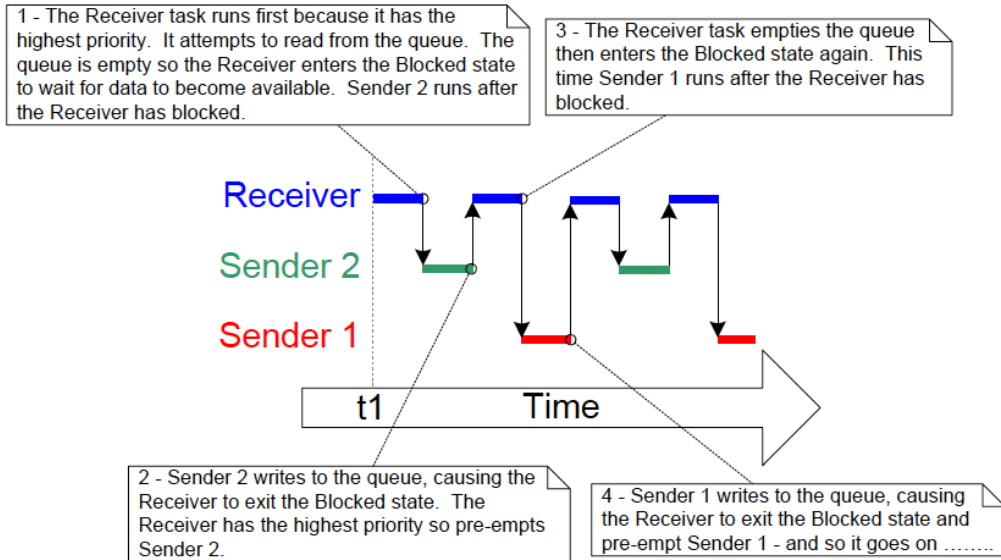 1 - The Receiver task runs first because it has the
highest priority.  It attempts to read from the queue.  The
queue is empty so the Receiver enters the Blocked state
to wait for data to become available.  Sender 2 runs after
the Receiver has blocked.
3 - The Receiver task empties the queue
then enters the Blocked state again.  This
time Sender 1 runs after the Receiver has
blocked.
Receiver
Sender 2
Sender 1
t1
Time
2 - Sender 2 writes to the queue, causing the
Receiver to exit the Blocked state.  The
Receiver has the highest priority so pre-empts
Sender 2.
4 - Sender 1 writes to the queue, causing
the Receiver to exit the Blocked state and
pre-empt Sender 1 - and so it goes on ........